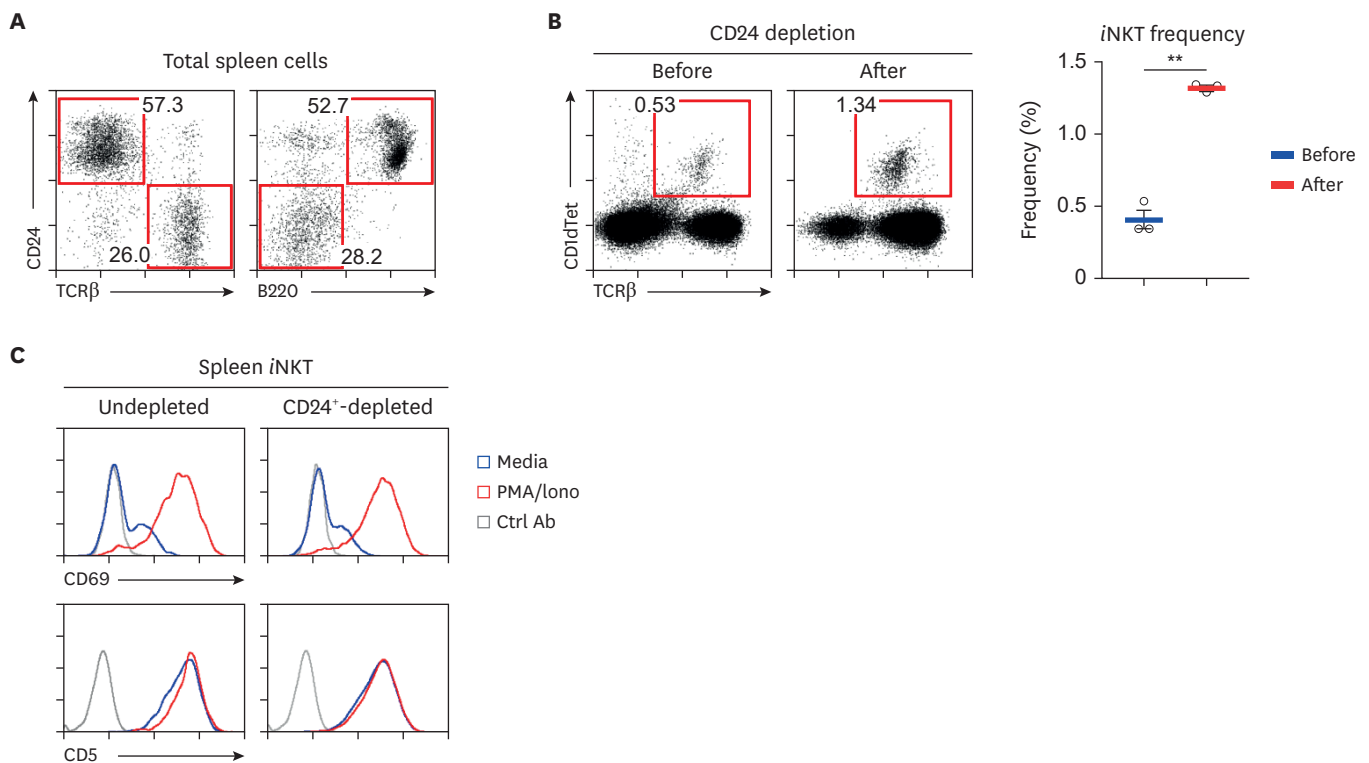 A
Total spleen cells
57.3
52.7
26.0
28.2
CD24
TCRβ
B220
B
CD24 depletion
Before
After
0.53
1.34
CD1dTet
TCRβ
iNKT frequency
**
1.5
1.0
0.5
0
Frequency (%)
Before
After
C
Spleen iNKT
Undepleted
CD24⁺-depleted
Media
PMA/Iono
Ctrl Ab
CD69
CD5